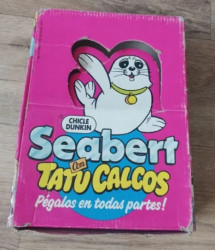 CHICLE
DUNKIN
Seabert
con
TATU CALCOS
Pégalos en todas partes!